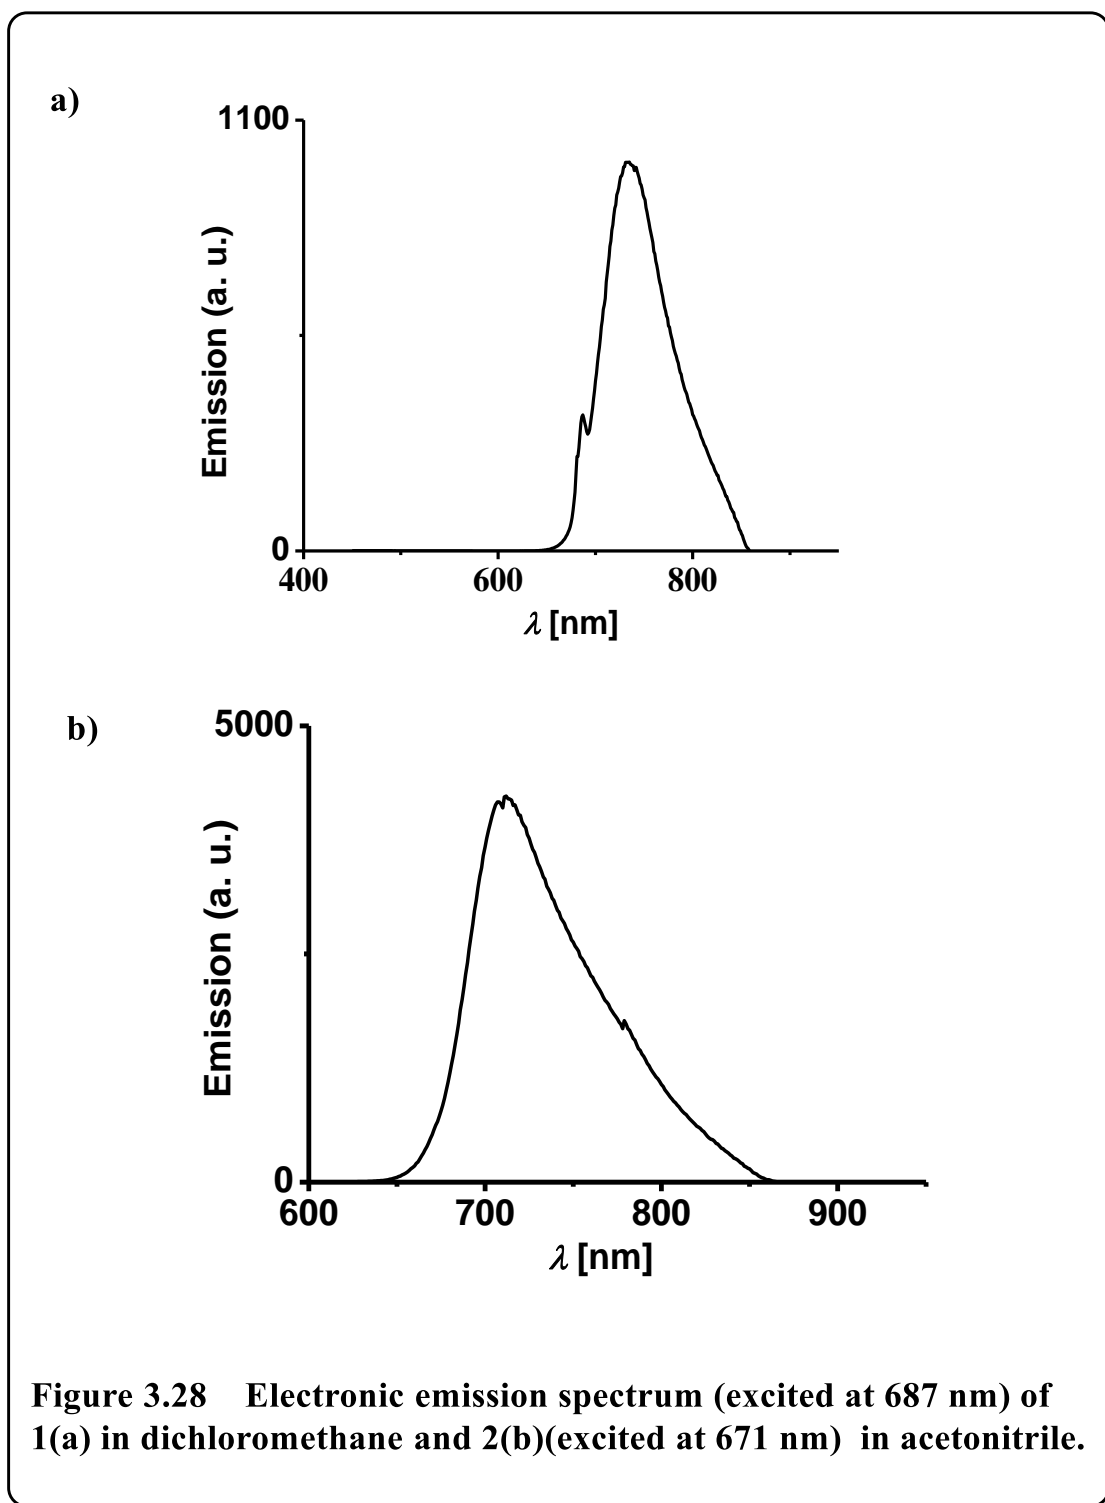 a)
1100
Emission (a. u.)
0
400 600 800
λ [nm]
b)
5000
Emission (a. u.)
0
600 700 800 900
λ [nm]
Figure 3.28 Electronic emission spectrum (excited at 687 nm) of
1(a) in dichloromethane and 2(b)(excited at 671 nm) in acetonitrile.